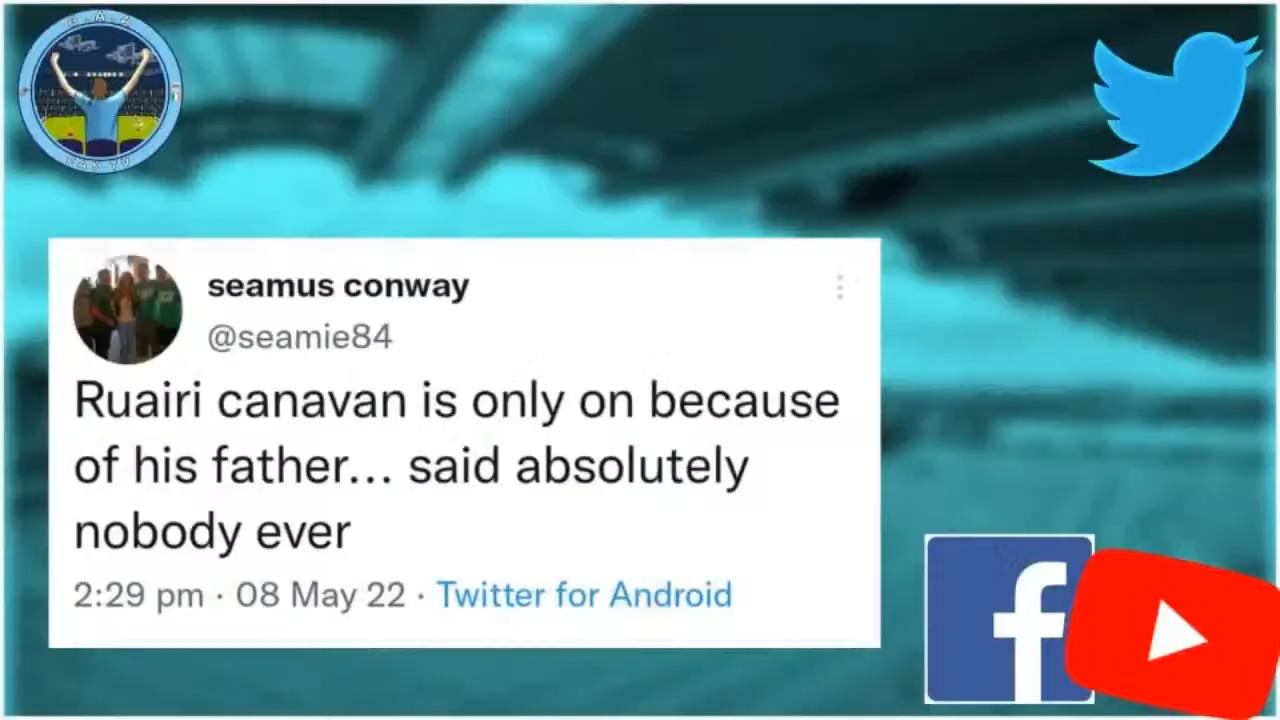 seamus conway
@seamie84
Ruairi canavan is only on because
of his father... said absolutely
nobody ever
2:29 pm · 08 May 22 · Twitter for Android
f